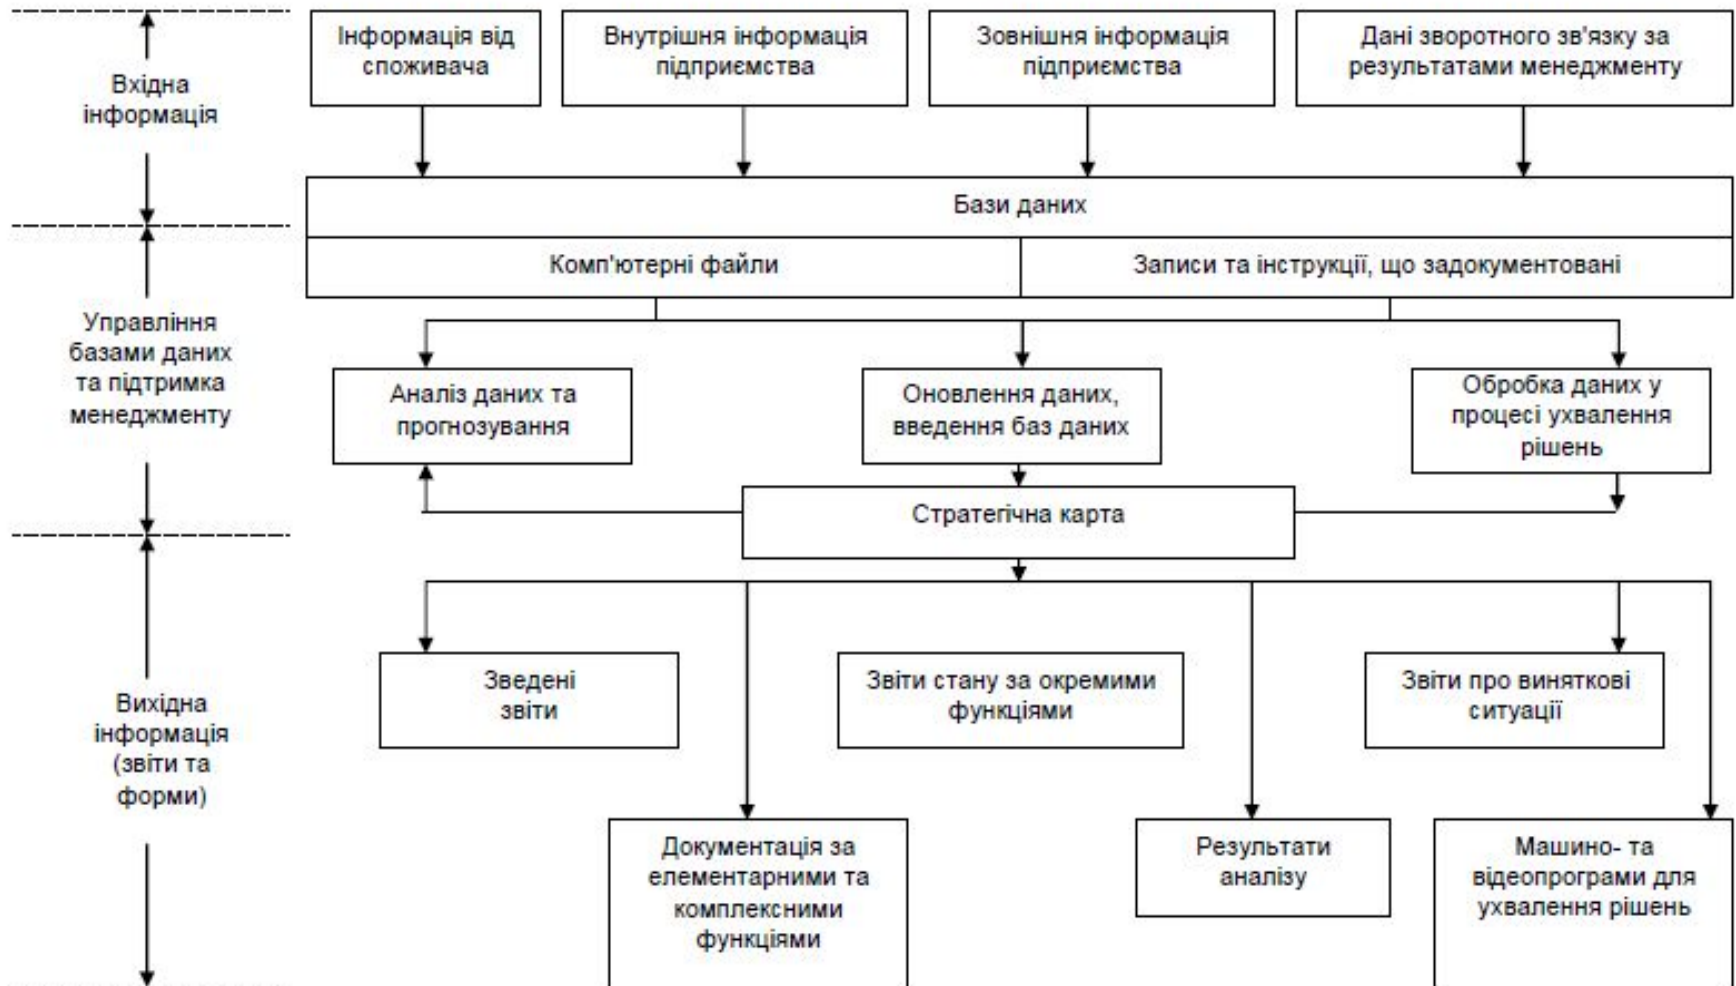 Інформація від
споживача
Внутрішня інформація
підприємства
Зовнішня інформація
підприємства
Дані зворотного зв'язку за
результатами менеджменту
Вхідна
інформація
Бази даних
Комп'ютерні файли
Записи та інструкції, що задокументовані
Управління
базами даних
та підтримка
менеджменту
Аналіз даних та
прогнозування
Оновлення даних,
введення баз даних
Обробка даних у
процесі ухвалення
рішень
Стратегічна карта
Вихідна
інформація
(звіти та
форми)
Зведені
звіти
Звіти стану за окремими
функціями
Звіти про виняткові
ситуації
Документація за
елементарними та
комплексними
функціями
Результати
аналізу
Машино- та
відеопрограми для
ухвалення рішень